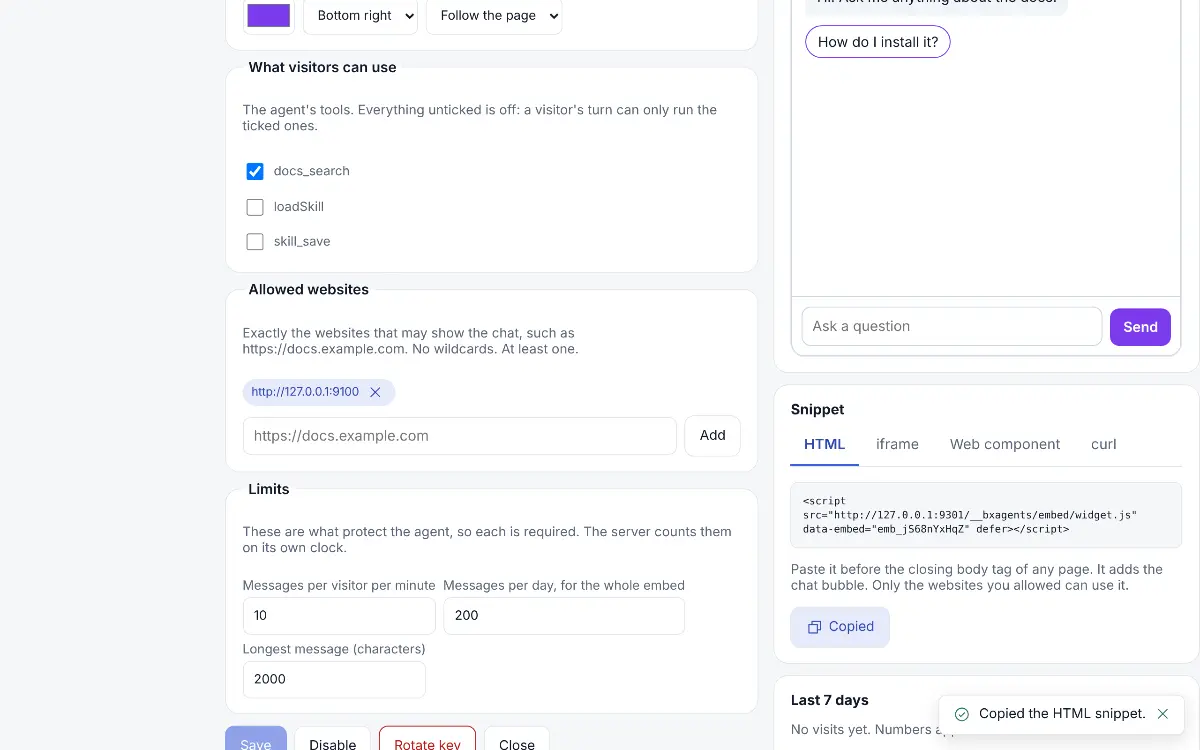 Bottom right
Follow the page
What visitors can use
The agent's tools. Everything unticked is off: a visitor's turn can only run the
ticked ones.
docs_search
loadSkill
skill_save
Allowed websites
Exactly the websites that may show the chat, such as
https://docs.example.com. No wildcards. At least one.
http://127.0.0.1:9100
https://docs.example.com
Add
Limits
These are what protect the agent, so each is required. The server counts them
on its own clock.
Messages per visitor per minute
Messages per day, for the whole embed
10
200
Longest message (characters)
2000
Save
Disable
Rotate key
Close
How do I install it?
Ask a question
Send
Snippet
HTML
iframe
Web component
curl
<script
src="http://127.0.0.1:9301/__bxagents/embed/widget.js"
data-embed="emb_jS68nYxHqZ" defer></script>
Paste it before the closing body tag of any page. It adds the
chat bubble. Only the websites you allowed can use it.
Copied
Last 7 days
No visits yet. Numbers
Copied the HTML snippet.